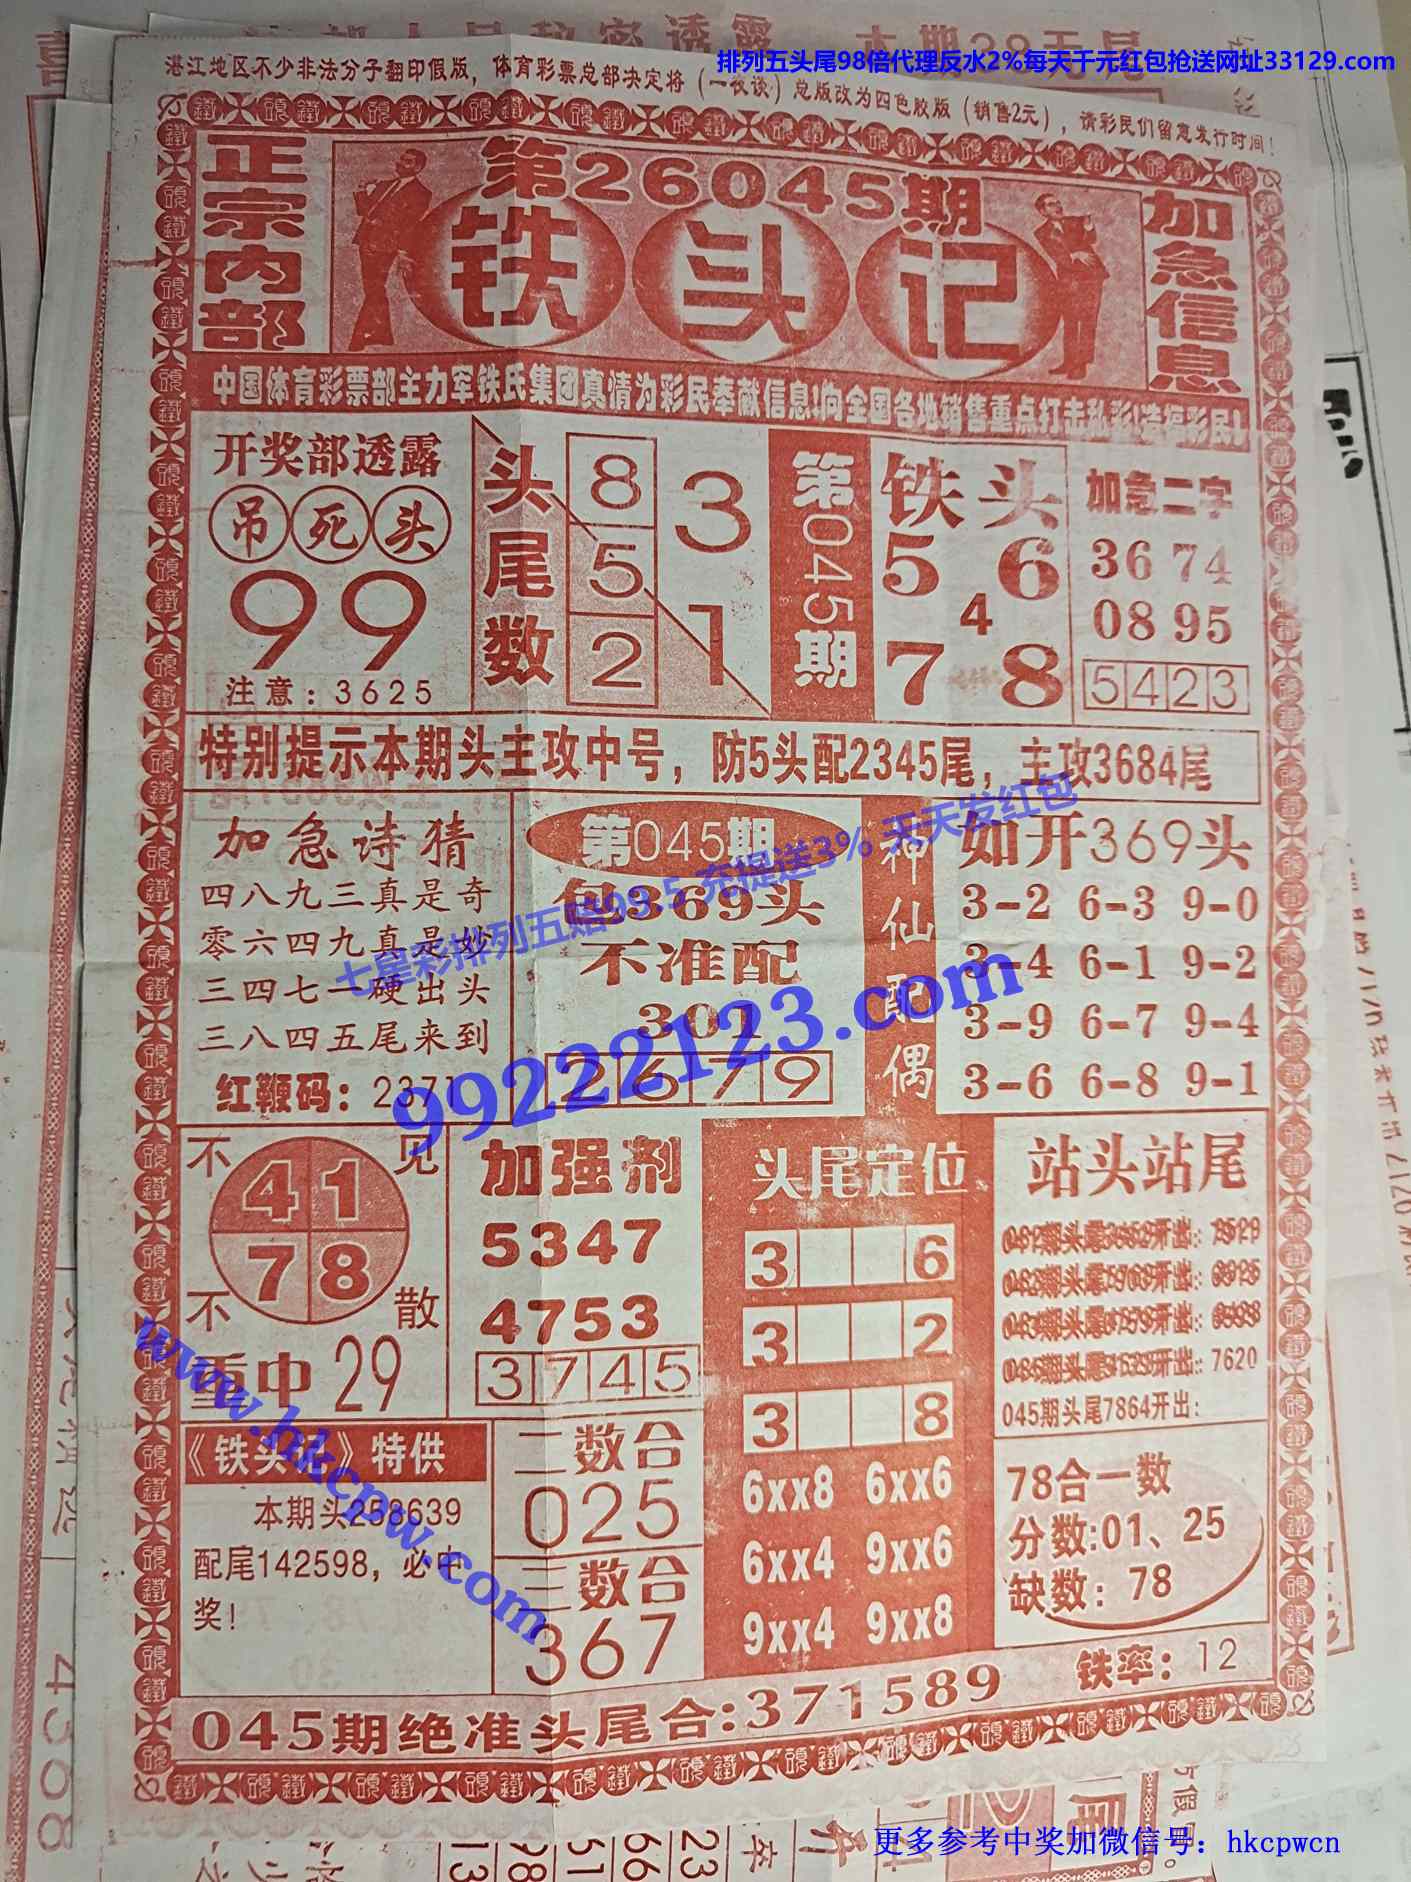 排列五头尾98倍代理反水2%每天千元红包抢送网址33129.com
湛江地区不少非法分子翻印假版，体育彩票总部决定将（一夜谈）总版改为四色胶版（销售2元），请彩民们留意发行时间！
正宗内部
第26045期
铁头记
加急信息
中国体育彩票部主力军铁氏集团真清为彩民奉献信息!向全国各地销售重点打击私彩!造福彩民!
开奖部透露
吊死头
99
注意：3625
头尾数
8
5
2
3
1
第045期
铁头
5 6
4
7 8
加急二字
36 74
08 95
5423
特别提示本期头主攻中号，防5头配2345尾，主攻3684尾
加急诗猜
四八九三真是奇
零六四九真是妙
三四七一硬出头
三八四五尾来到
红鞭码：2371
第045期
包369头
不准配
301
2679
神仙配偶
如开369头
3-2 6-3 9-0
3-4 6-1 9-2
3-9 6-7 9-4
3-6 6-8 9-1
七星彩排列五赔99.5 充提送3% 天天发红包
99222123.com
不见
41
78
不散
重中29
加强剂
5347
4753
3745
头尾定位
3 6
3 2
3 8
6xx8 6xx6
6xx4 9xx6
9xx4 9xx8
站头站尾
7620
045期头尾7864开出:
《铁头记》特供
本期头258639
配尾142598，必中
奖！
二数合
025
三数合
367
78合一数
分数:01、25
缺数：78
www.hkcpw.com
045期绝准头尾合:371589
铁率：12
更多参考中奖加微信号：hkcpwcn
4368